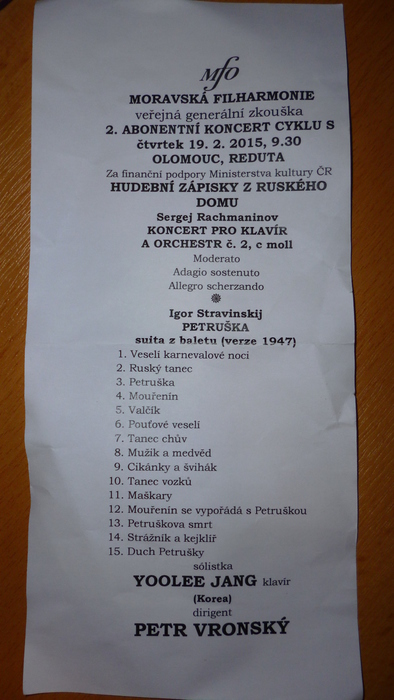 Mfo
MORAVSKÁ FILHARMONIE
veřejná generální zkouška
2. ABONENTNÍ KONCERT CYKLU S
čtvrtek 19. 2. 2015, 9.30
OLOMOUC, REDUTA
Za finanční podpory Ministerstva kultury ČR
HUDEBNÍ ZÁPISKY Z RUSKÉHO
DOMU
Sergej Rachmaninov
KONCERT PRO KLAVÍR
A ORCHESTR č. 2, c moll
Moderato
Adagio sostenuto
Allegro scherzando
Igor Stravinskij
PETRUŠKA
suita z baletu (verze 1947)
1. Veselí karnevalové noci
2. Ruský tanec
3. Petruška
4. Mouřenín
5. Valčík
6. Pouťové veselí
7. Tanec chův
8. Mužik a medvěd
9. Cikánky a švihák
10. Tanec vozků
11. Maškary
12. Mouřenín se vypořádá s Petruškou
13. Petruškova smrt
14. Strážník a kejklíř
15. Duch Petrušky
sólistka
YOOLEE JANG klavír
(Korea)
dirigent
PETR VRONSKÝ